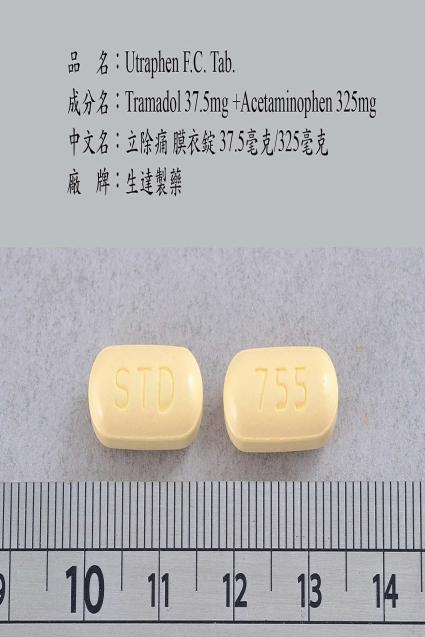 品　名：Utraphen F.C. Tab.
成分名：Tramadol 37.5mg +Acetaminophen 325mg
中文名：立除痛 膜衣錠 37.5毫克/325毫克
廠　牌：生達製藥
STD 755
9 10 11 12 13 14